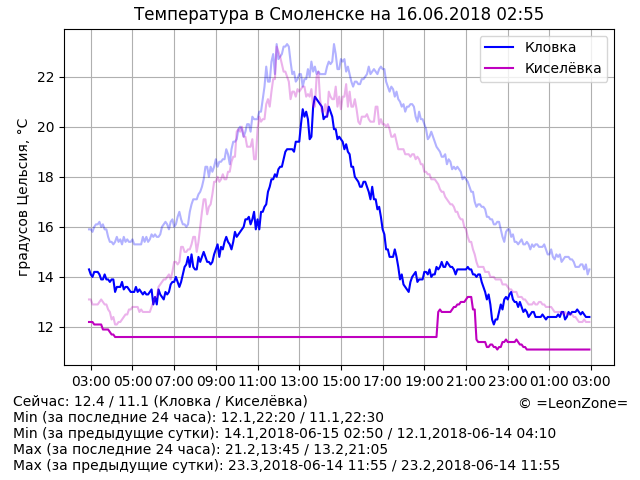 Температура в Смоленске на 16.06.2018 02:55
Кловка
Киселёвка
градусов Цельсия, °C
22
20
18
16
14
12
03:00 05:00 07:00 09:00 11:00 13:00 15:00 17:00 19:00 21:00 23:00 01:00 03:00
Сейчас: 12.4 / 11.1 (Кловка / Киселёвка)
© =LeonZone=
Min (за последние 24 часа): 12.1,22:20 / 11.1,22:30
Min (за предыдущие сутки): 14.1,2018-06-15 02:50 / 12.1,2018-06-14 04:10
Max (за последние 24 часа): 21.2,13:45 / 13.2,21:05
Max (за предыдущие сутки): 23.3,2018-06-14 11:55 / 23.2,2018-06-14 11:55